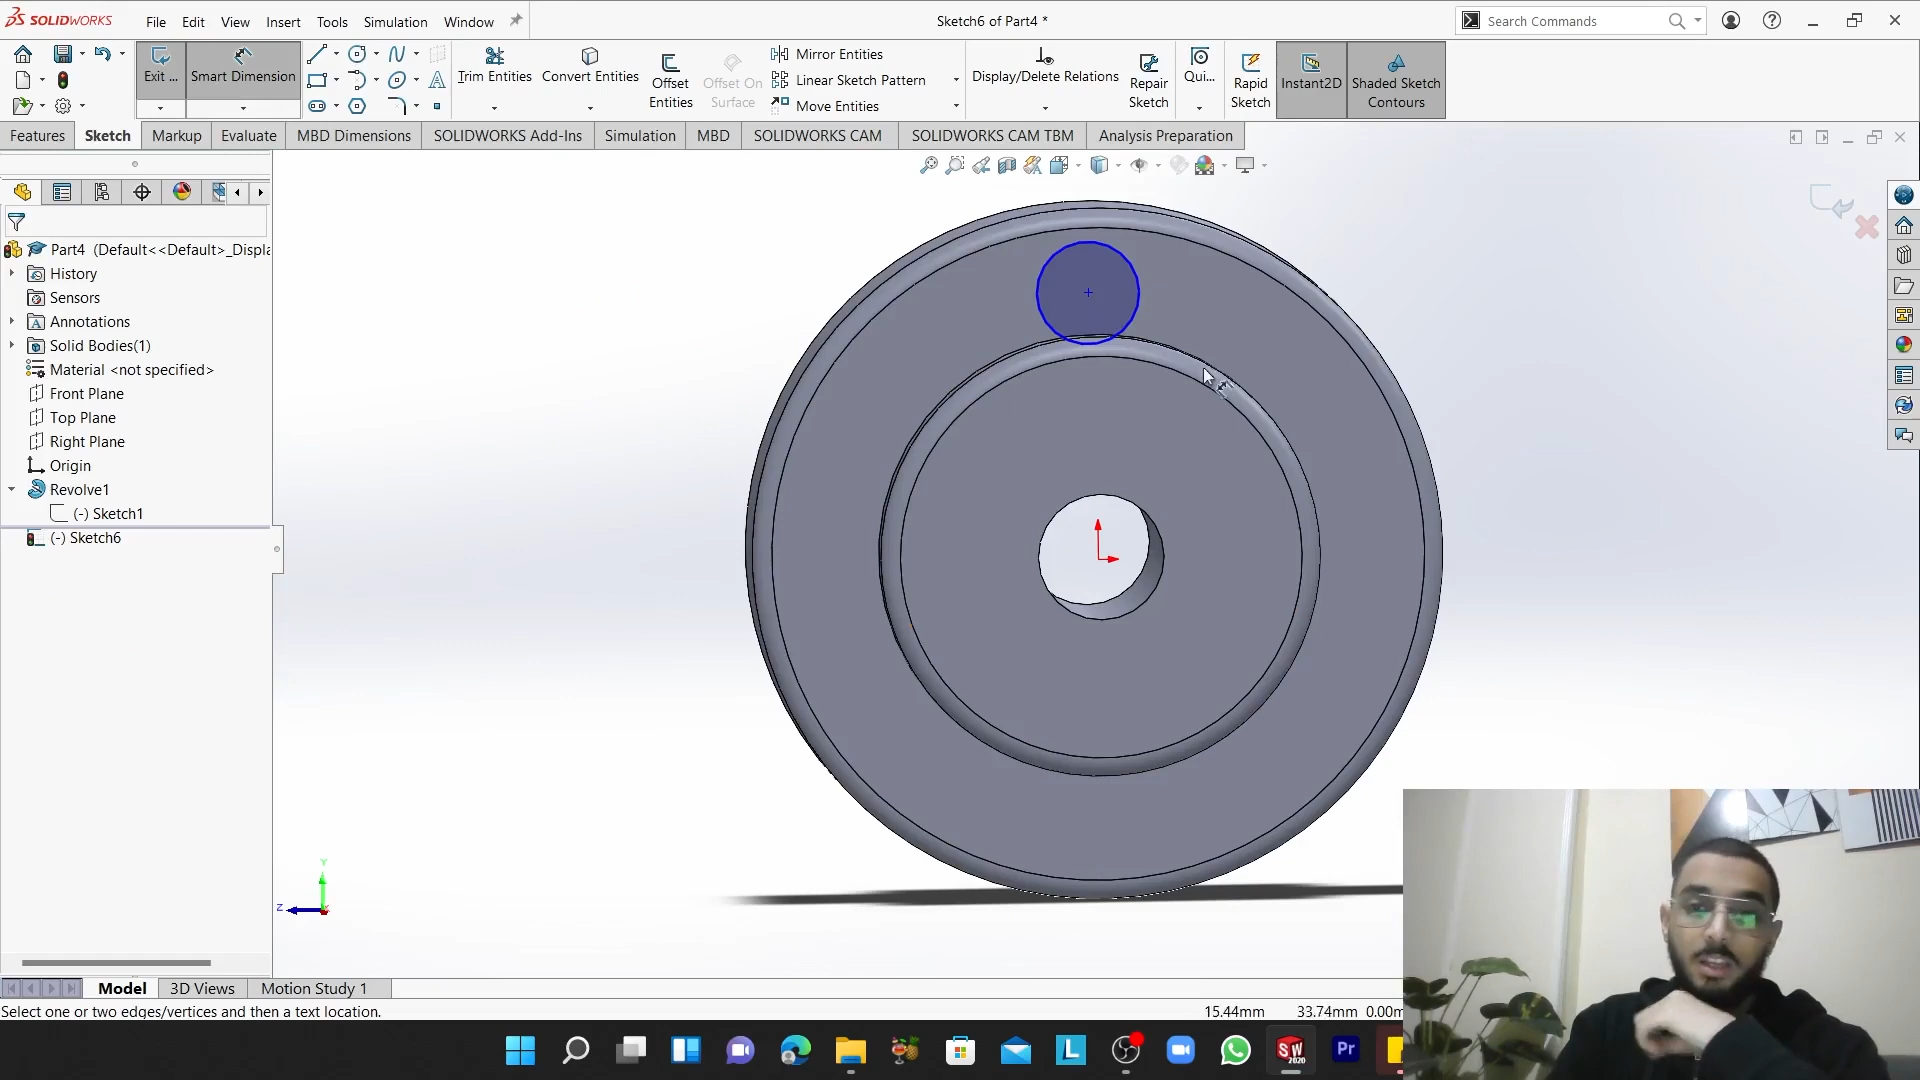 SOLIDWORKS File Edit View Insert Tools Simulation Window Sketch6 of Part4 * Search Commands
Exit ... Smart Dimension Trim Entities Convert Entities Offset Entities Offset On Surface Mirror Entities Linear Sketch Pattern Move Entities Display/Delete Relations Repair Sketch Qui... Rapid Sketch Instant2D Shaded Sketch Contours
Features Sketch Markup Evaluate MBD Dimensions SOLIDWORKS Add-Ins Simulation MBD SOLIDWORKS CAM SOLIDWORKS CAM TBM Analysis Preparation
Part4 (Default<<Default>_Displa
History
Sensors
Annotations
Solid Bodies(1)
Material <not specified>
Front Plane
Top Plane
Right Plane
Origin
Revolve1
(-) Sketch1
(-) Sketch6
Y
Z
Model 3D Views Motion Study 1
Select one or two edges/vertices and then a text location. 15.44mm 33.74mm 0.00m
L SW 2020 Pr